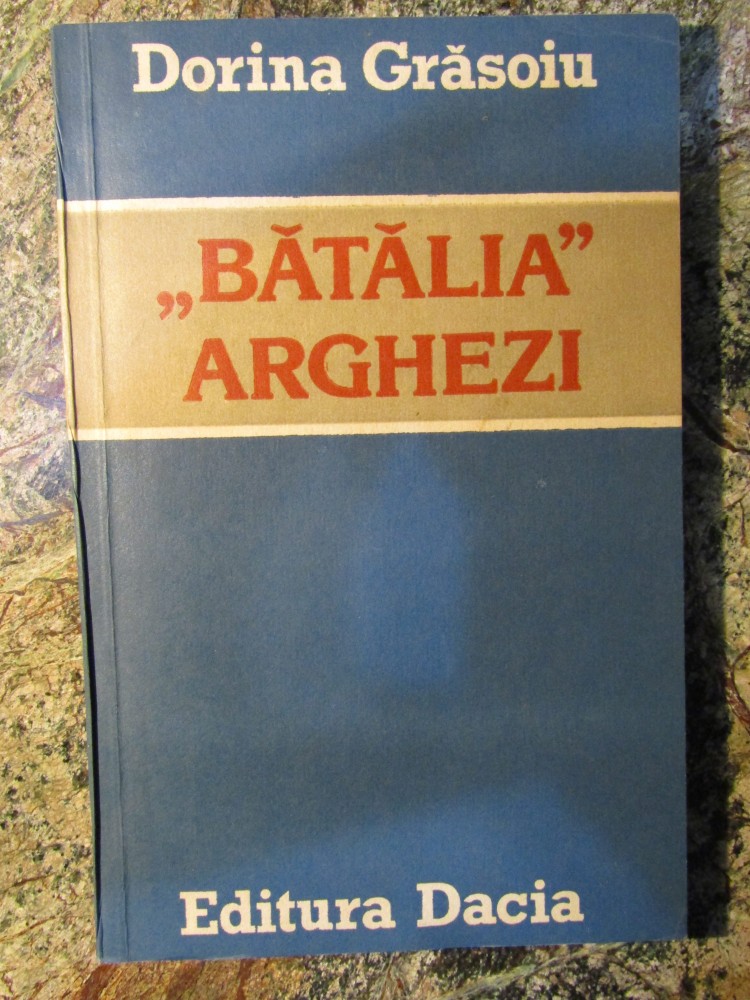 Dorina Grăsoiu
„BĂTĂLIA”
ARGHEZI
Editura Dacia